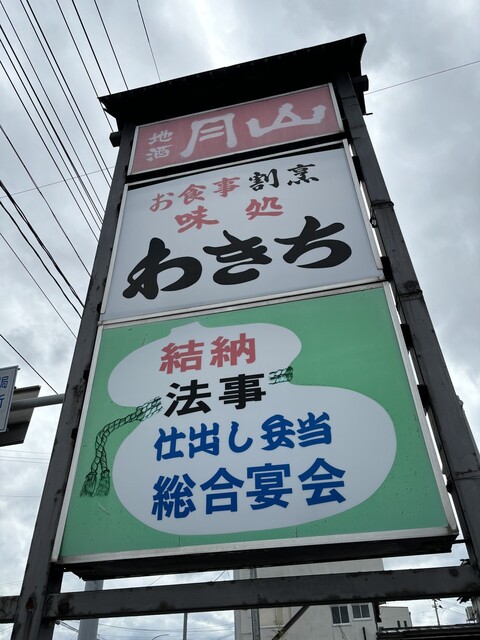 地酒 月山
お食事 割烹
味処
わきち
結納
法事
仕出し弁当
総合宴会